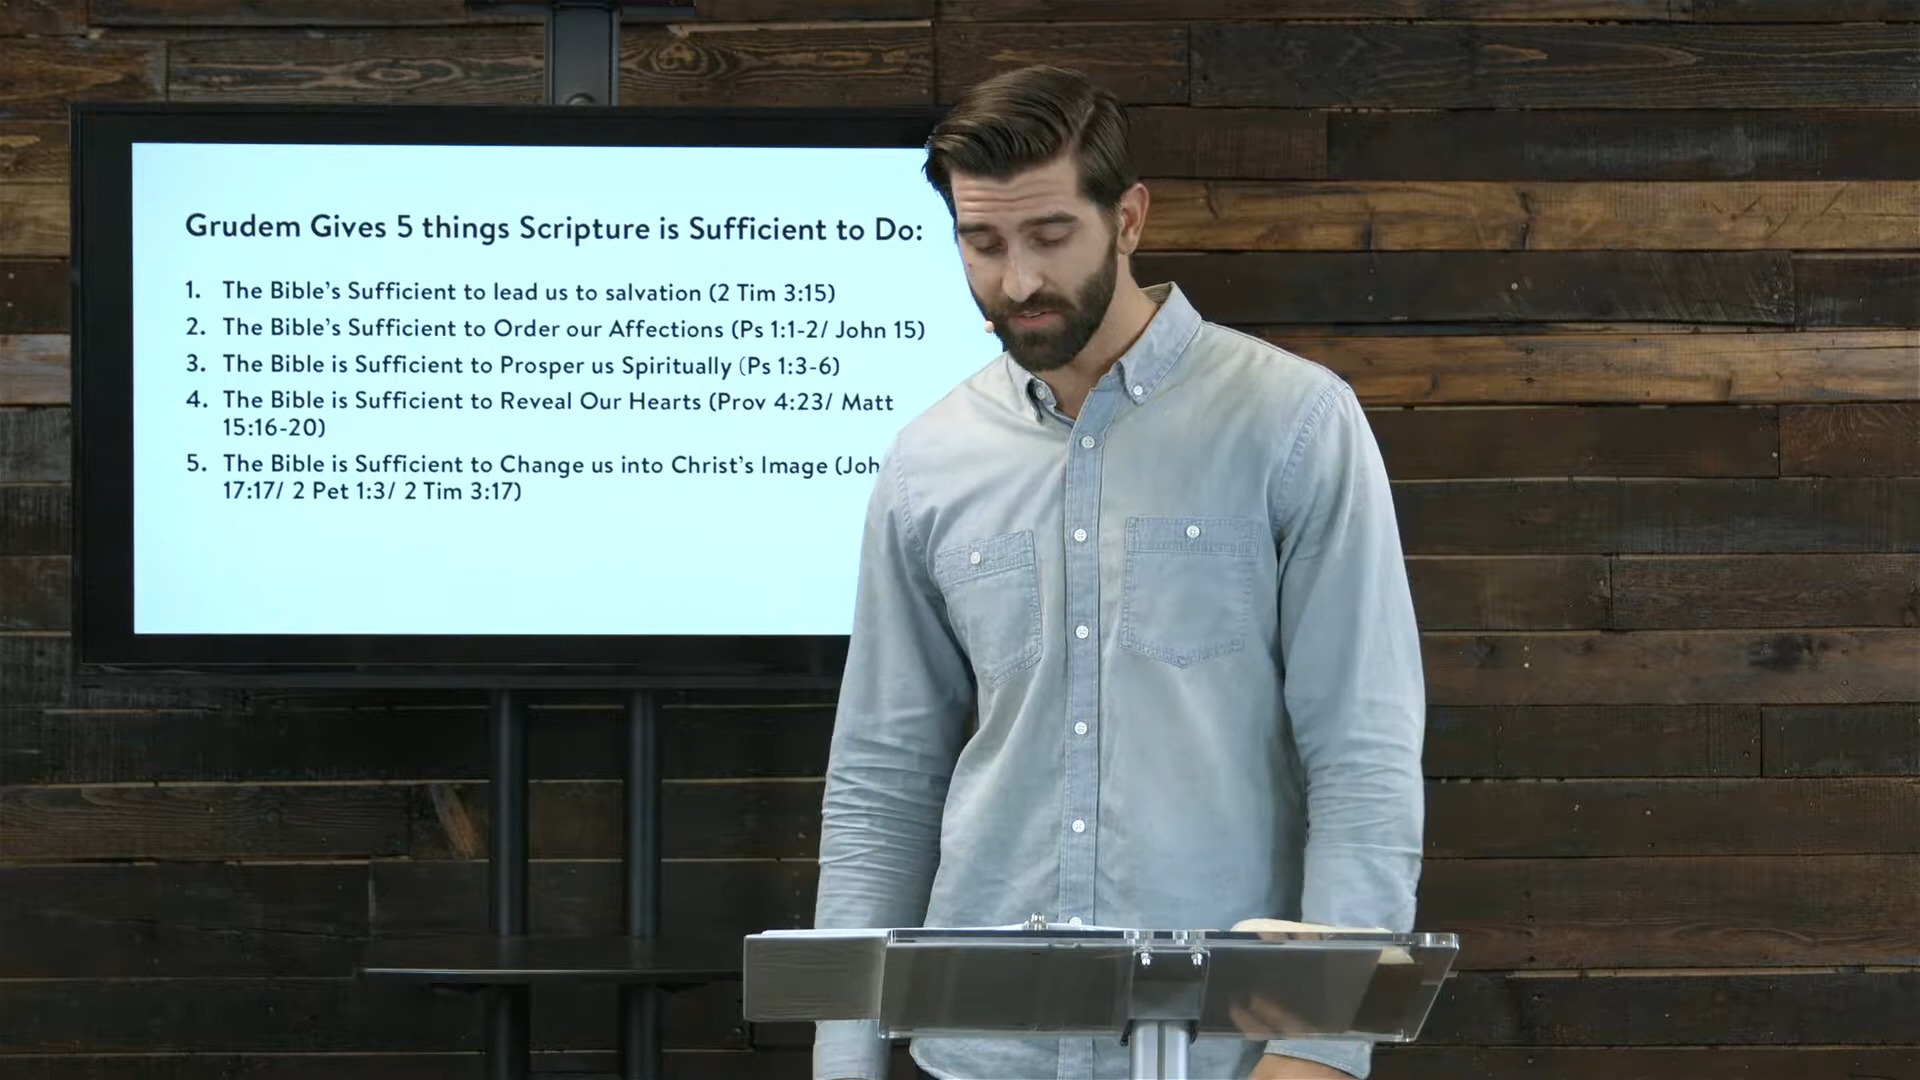 Grudem Gives 5 things Scripture is Sufficient to Do:
1. The Bible's Sufficient to lead us to salvation (2 Tim 3:15)
2. The Bible's Sufficient to Order our Affections (Ps 1:1-2/ John 15)
3. The Bible is Sufficient to Prosper us Spiritually (Ps 1:3-6)
4. The Bible is Sufficient to Reveal Our Hearts (Prov 4:23/ Matt
15:16-20)
5. The Bible is Sufficient to Change us into Christ's Image (Joh
17:17/ 2 Pet 1:3/ 2 Tim 3:17)